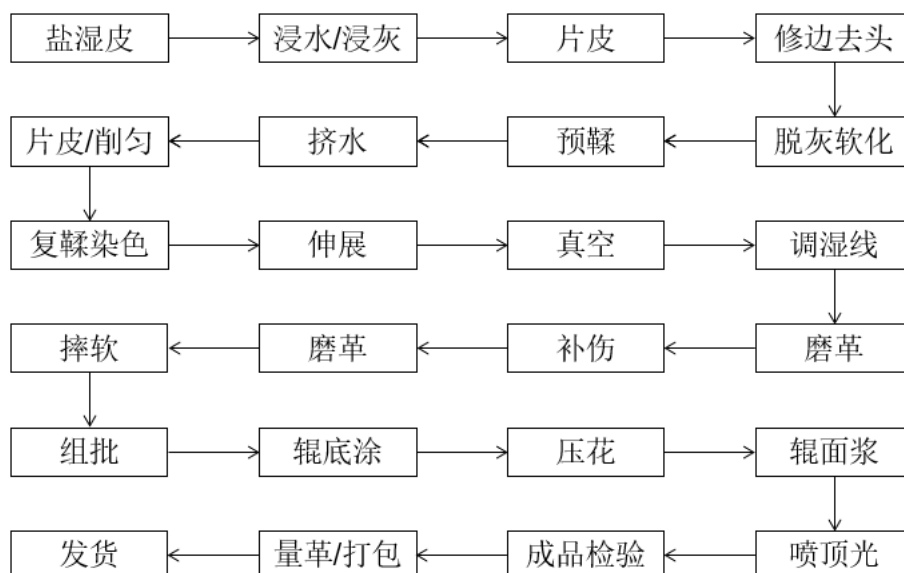 盐湿皮
浸水/浸灰
片皮
修边去头
脱灰软化
预鞣
挤水
片皮/削匀
复鞣染色
伸展
真空
调湿线
磨革
补伤
磨革
摔软
组批
辊底涂
压花
辊面浆
喷顶光
成品检验
量革/打包
发货